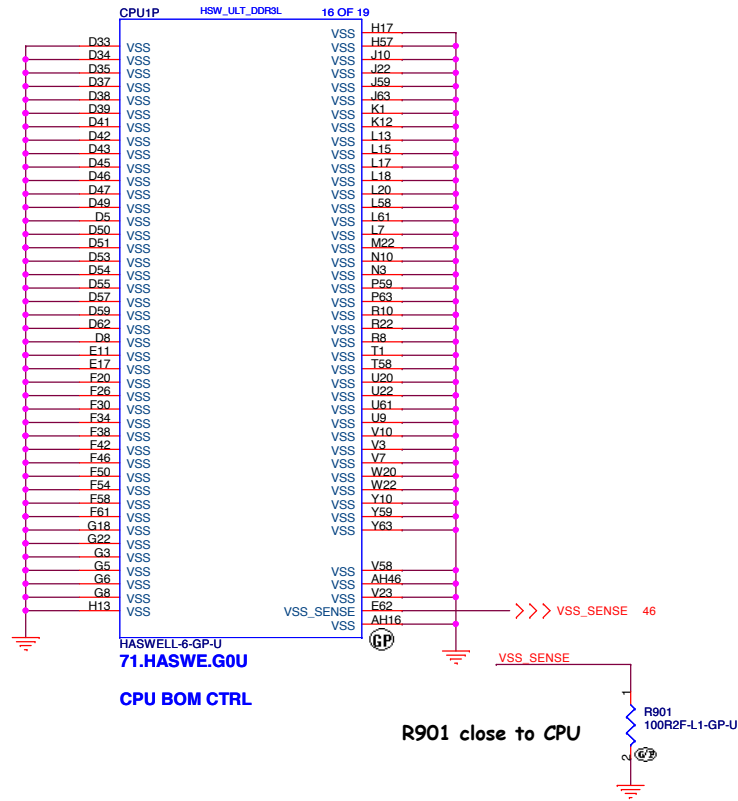 CPU1P HSW_ULT_DDR3L 16 OF 19
VSS H17
D33 VSS VSS H57
D34 VSS VSS J10
D35 VSS VSS J22
D37 VSS VSS J59
D38 VSS VSS J63
D39 VSS VSS K1
D41 VSS VSS K12
D42 VSS VSS L13
D43 VSS VSS L15
D45 VSS VSS L17
D46 VSS VSS L18
D47 VSS VSS L20
D49 VSS VSS L58
D5 VSS VSS L61
D50 VSS VSS L7
D51 VSS VSS M22
D53 VSS VSS N10
D54 VSS VSS N3
D55 VSS VSS P59
D57 VSS VSS P63
D59 VSS VSS R10
D62 VSS VSS R22
D8 VSS VSS R8
E11 VSS VSS T1
E17 VSS VSS T58
F20 VSS VSS U20
F26 VSS VSS U22
F30 VSS VSS U61
F34 VSS VSS U9
F38 VSS VSS V10
F42 VSS VSS V3
F46 VSS VSS V7
F50 VSS VSS W20
F54 VSS VSS W22
F58 VSS VSS Y10
F61 VSS VSS Y59
G18 VSS VSS Y63
G22 VSS
G3 VSS
G5 VSS VSS V58
G6 VSS VSS AH46
G8 VSS VSS V23
H13 VSS VSS_SENSE E62 VSS_SENSE 46
VSS AH16
HASWELL-6-GP-U GP
71.HASWE.G0U
VSS_SENSE
CPU BOM CTRL
1
R901
100R2F-L1-GP-U
R901 close to CPU
2